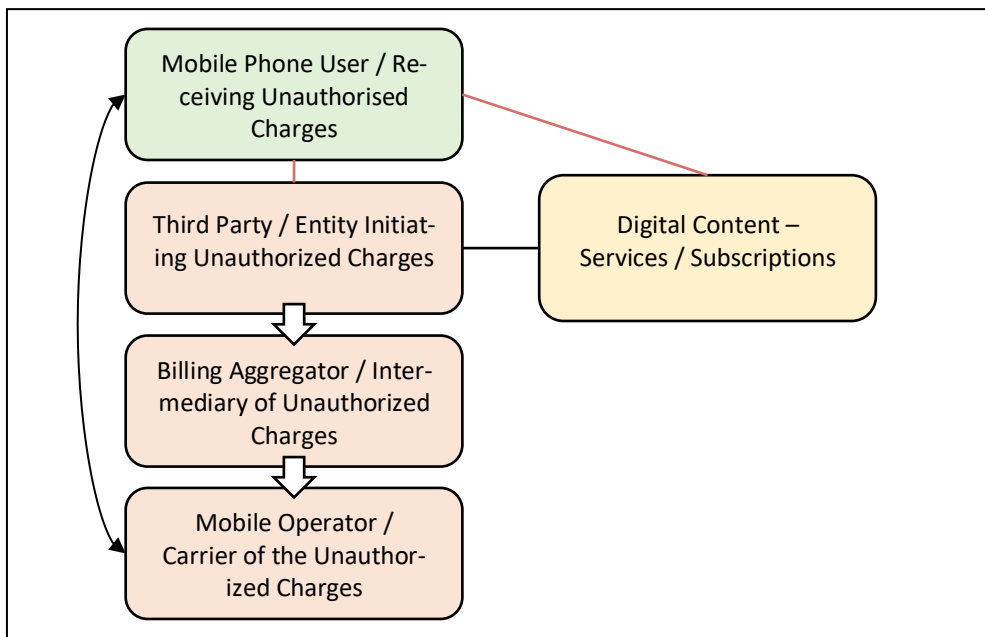 Mobile Phone User / Re-
ceiving Unauthorised
Charges
Third Party / Entity Initiat-
ing Unauthorized Charges
Digital Content –
Services / Subscriptions
Billing Aggregator / Inter-
mediary of Unauthorized
Charges
Mobile Operator /
Carrier of the Unauthor-
ized Charges